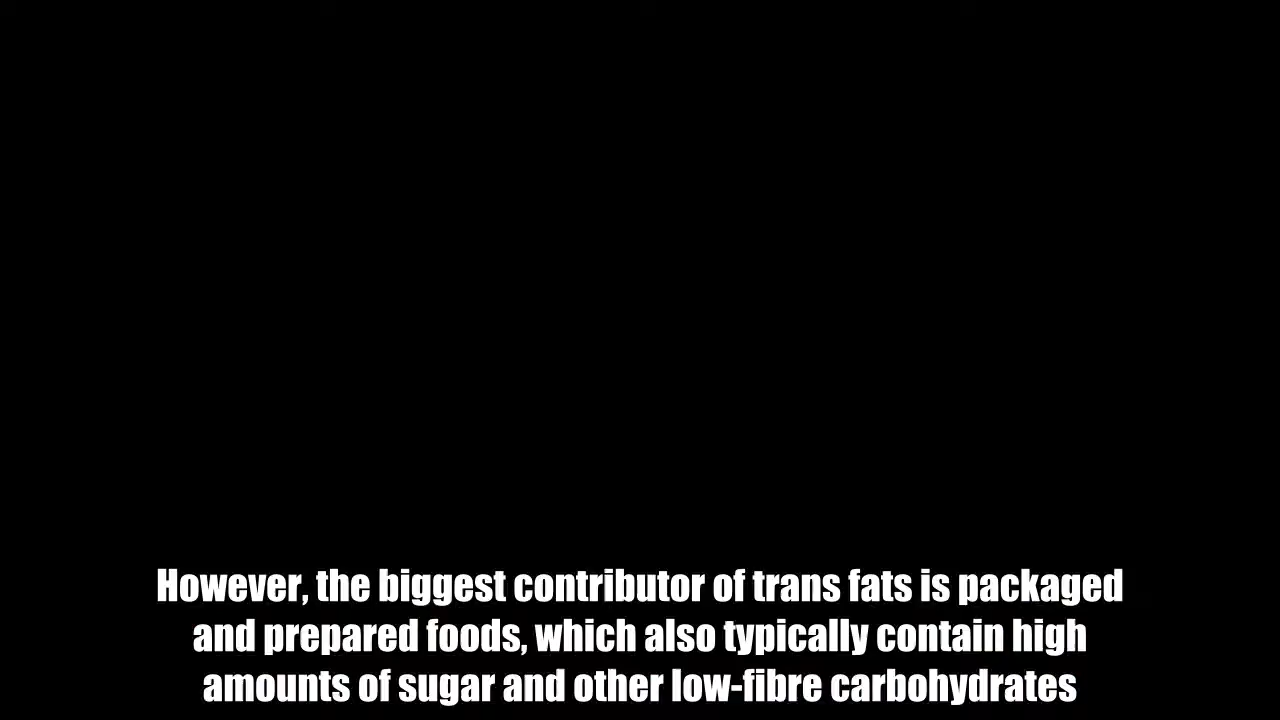 However, the biggest contributor of trans fats is packaged
and prepared foods, which also typically contain high
amounts of sugar and other low-fibre carbohydrates